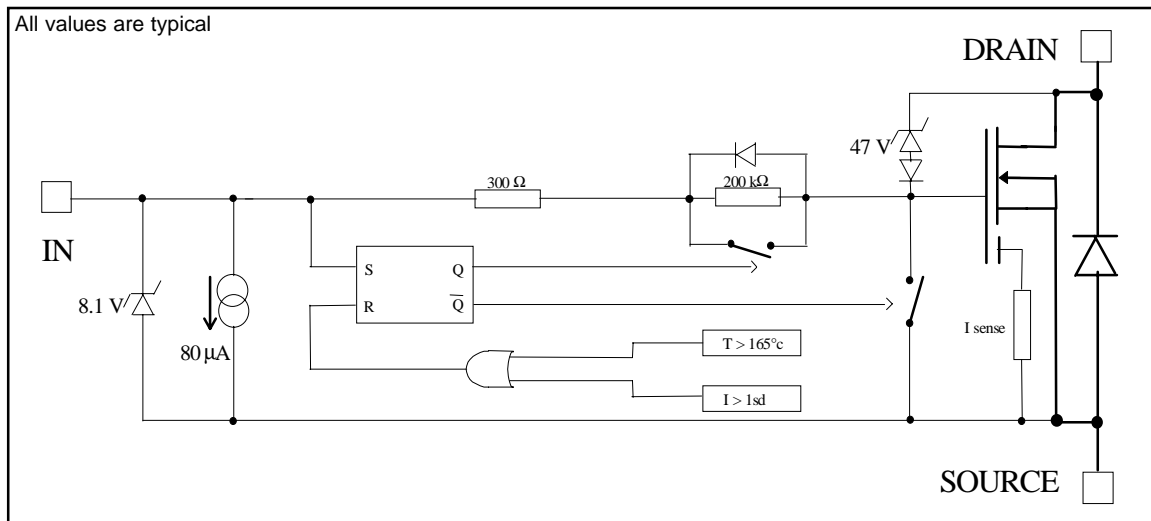 All values are typical
DRAIN
47 V
300 Ω
200 kΩ
IN
S
Q
R
Q̅
8.1 V
80 µA
I sense
T > 165°c
I > 1sd
SOURCE